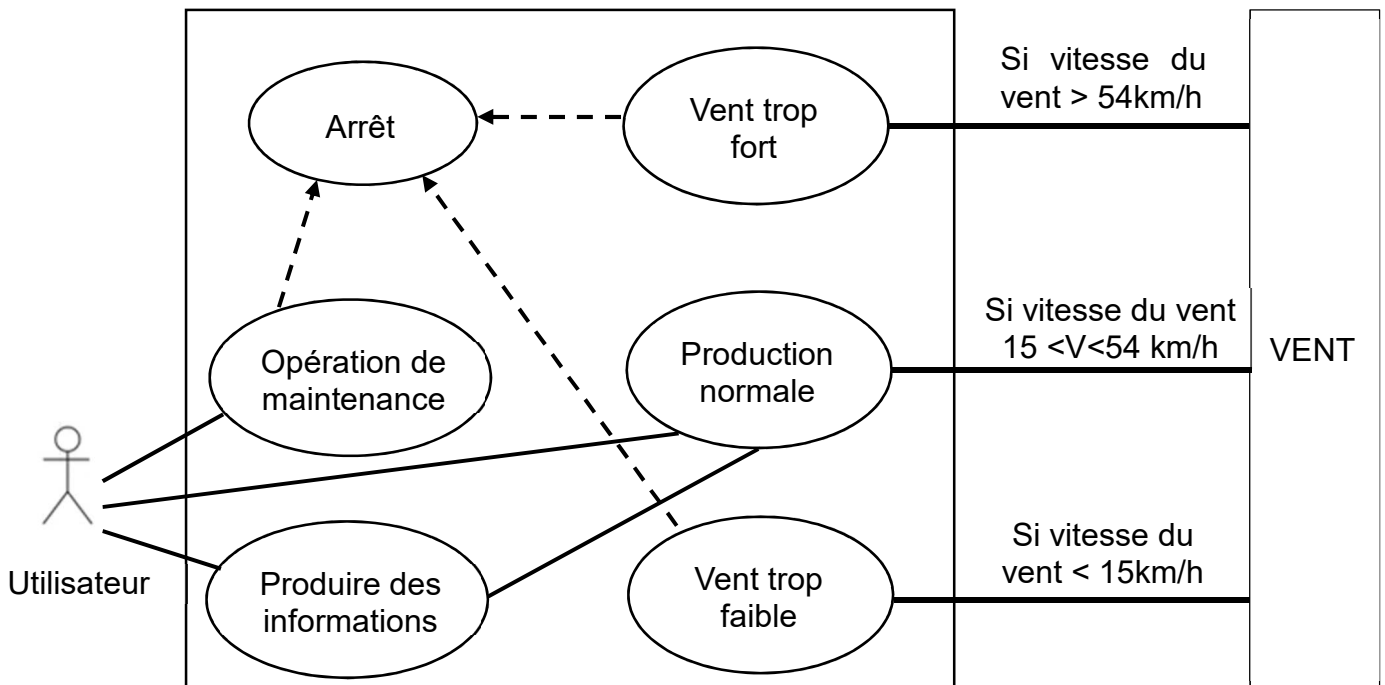 Arrêt
Vent trop
fort
Si vitesse du
vent > 54km/h
Opération de
maintenance
Production
normale
Si vitesse du vent
15 <V<54 km/h
VENT
Utilisateur
Produire des
informations
Vent trop
faible
Si vitesse du
vent < 15km/h